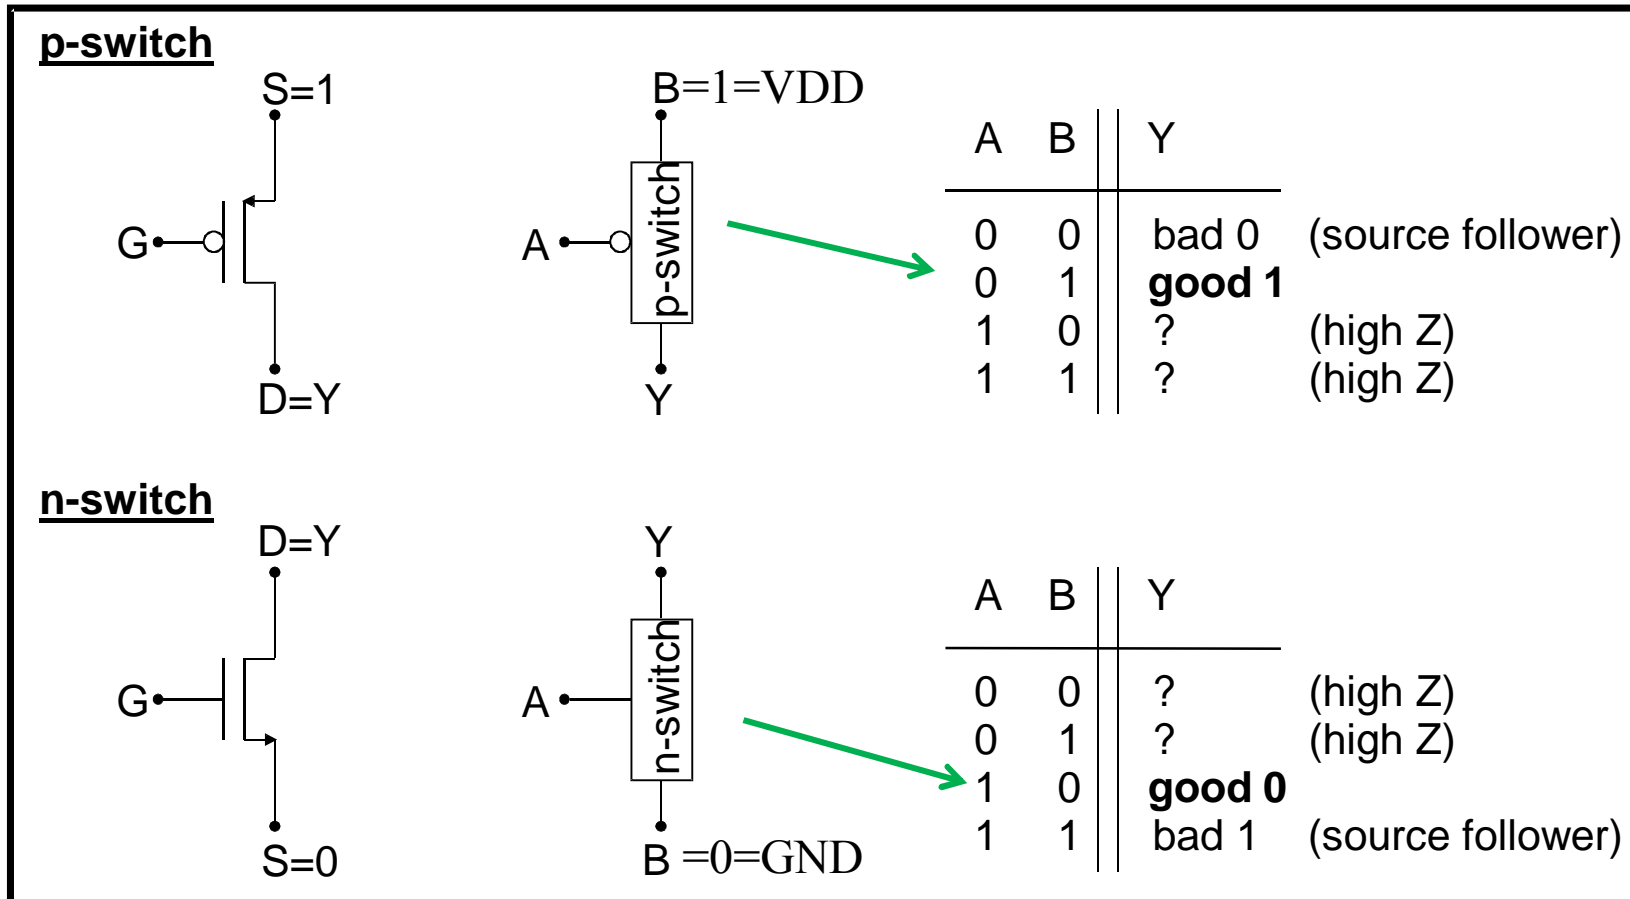 p-switch
S=1
G
D=Y
B=1=VDD
A
p-switch
Y
A B Y
0 0 bad 0 (source follower)
0 1 good 1
1 0 ? (high Z)
1 1 ? (high Z)
n-switch
D=Y
G
S=0
Y
A
n-switch
B =0=GND
A B Y
0 0 ? (high Z)
0 1 ? (high Z)
1 0 good 0
1 1 bad 1 (source follower)